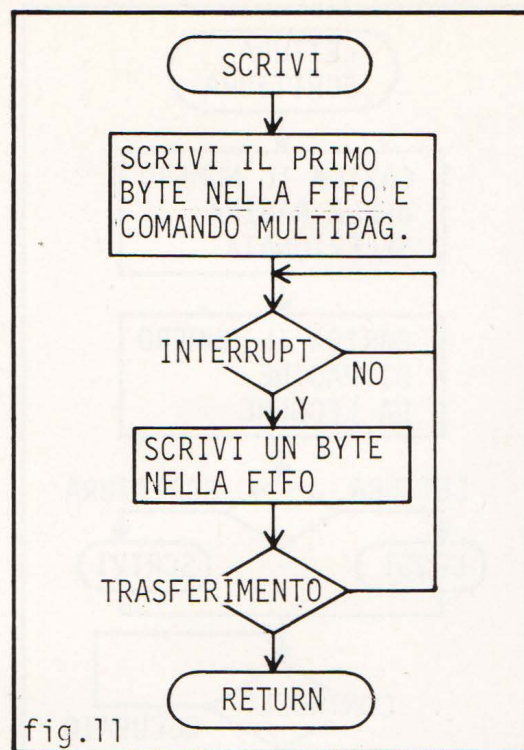 SCRIVI
SCRIVI IL PRIMO
BYTE NELLA FIFO E
COMANDO MULTIPAG.
INTERRUPT
NO
Y
SCRIVI UN BYTE
NELLA FIFO
TRASFERIMENTO
RETURN
fig.11